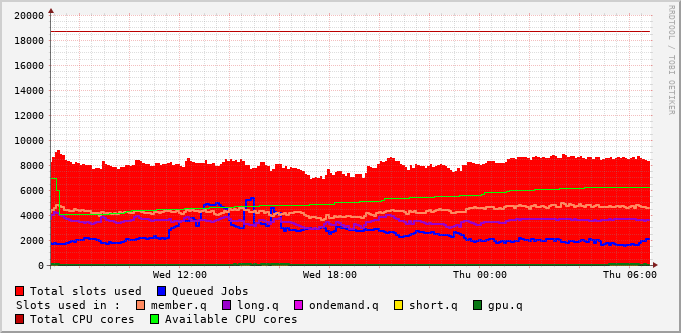 20000
18000
16000
14000
12000
10000
8000
6000
4000
2000
0
Wed 12:00 Wed 18:00 Thu 00:00 Thu 06:00
Total slots used Queued Jobs
Slots used in : member.q long.q ondemand.q short.q gpu.q
Total CPU cores Available CPU cores
RRDTOOL / TOBI OETIKER